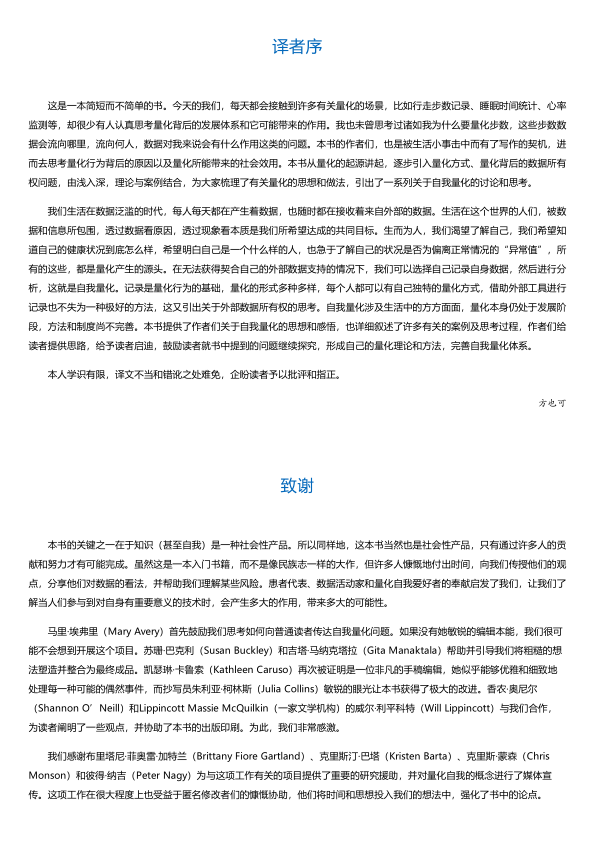 译者序
这是一本简短而不简单的书。今天的我们，每天都会接触到许多有关量化的场景，比如行走步数记录、睡眠时间统计、心率
监测等，却很少有人认真思考量化背后的发展体系和它可能带来的作用。我也未曾思考过诸如我为什么要量化步数，这些步数数
据会流向哪里，流向何人，数据对我来说会有什么作用这类的问题。本书的作者们，也是被生活小事击中而有了写作的契机，进
而去思考量化行为背后的原因以及量化所能带来的社会效用。本书从量化的起源讲起，逐步引入量化方式、量化背后的数据所有
权问题，由浅入深，理论与案例结合，为大家梳理了有关量化的思想和做法，引出了一系列关于自我量化的讨论和思考。
我们生活在数据泛滥的时代，每人每天都在产生着数据，也随时都在接收着来自外部的数据。生活在这个世界的人们，被数
据和信息所包围，透过数据看原因，透过现象看本质是我们所希望达成的共同目标。生而为人，我们渴望了解自己，我们希望知
道自己的健康状况到底怎么样，希望明白自己是一个什么样的人，也急于了解自己的状况是否为偏离正常情况的“异常值”，所
有的这些，都是量化产生的源头。在无法获得契合自己的外部数据支持的情况下，我们可以选择自己记录自身数据，然后进行分
析，这就是自我量化。记录是量化行为的基础，量化的形式多种多样，每个人都可以有自己独特的量化方式，借助外部工具进行
记录也不失为一种极好的方法，这又引出关于外部数据所有权的思考。自我量化涉及生活中的方方面面，量化本身仍处于发展阶
段，方法和制度尚不完善。本书提供了作者们关于自我量化的思想和感悟，也详细叙述了许多有关的案例及思考过程，作者们给
读者提供思路，给予读者启迪，鼓励读者就书中提到的问题继续探究，形成自己的量化理论和方法，完善自我量化体系。
本人学识有限，译文不当和错讹之处难免，企盼读者予以批评和指正。
方也可
致谢
本书的关键之一在于知识（甚至自我）是一种社会性产品。所以同样地，这本书当然也是社会性产品，只有通过许多人的贡
献和努力才有可能完成。虽然这是一本入门书籍，而不是像民族志一样的大作，但许多人慷慨地付出时间，向我们传授他们的观
点，分享他们对数据的看法，并帮助我们理解某些风险。患者代表、数据活动家和量化自我爱好者的奉献启发了我们，让我们了
解当人们参与到对自身有重要意义的技术时，会产生多大的作用，带来多大的可能性。
马里·埃弗里（Mary Avery）首先鼓励我们思考如何向普通读者传达自我量化问题。如果没有她敏锐的编辑本能，我们很可
能不会想到开展这个项目。苏珊·巴克利（Susan Buckley）和吉塔·马纳克塔拉（Gita Manaktala）帮助并引导我们将粗糙的想
法塑造并整合为最终成品。凯瑟琳·卡鲁索（Kathleen Caruso）再次被证明是一位非凡的手稿编辑，她似乎能够优雅和细致地
处理每一种可能的偶然事件，而抄写员朱利亚·柯林斯（Julia Collins）敏锐的眼光让本书获得了极大的改进。香农·奥尼尔
（Shannon O’Neill）和Lippincott Massie McQuilkin（一家文学机构）的威尔·利平科特（Will Lippincott）与我们合作，
为读者阐明了一些观点，并协助了本书的出版印刷。为此，我们非常感激。
我们感谢布里塔尼·菲奥雷·加特兰（Brittany Fiore Gartland）、克里斯汀·巴塔（Kristen Barta）、克里斯·蒙森（Chris
Monson）和彼得·纳吉（Peter Nagy）为与这项工作有关的项目提供了重要的研究援助，并对量化自我的概念进行了媒体宣
传。这项工作在很大程度上也受益于匿名修改者们的慷慨协助，他们将时间和思想投入我们的想法中，强化了书中的论点。